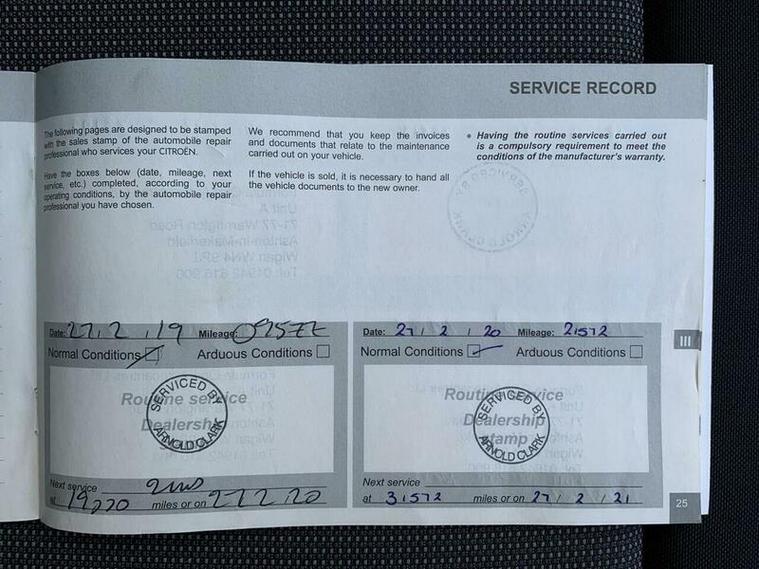 SERVICE RECORD
The following pages are designed to be stamped
with the sales stamp of the automobile repair
professional who services your CITROËN.
Have the boxes below (date, mileage, next
service, etc.) completed, according to your
operating conditions, by the automobile repair
professional you have chosen.
We recommend that you keep the invoices
and documents that relate to the maintenance
carried out on your vehicle.
If the vehicle is sold, it is necessary to hand all
the vehicle documents to the new owner.
• Having the routine services carried out
is a compulsory requirement to meet the
conditions of the manufacturer's warranty.
Date: 27, 2, 19 Mileage:
Normal Conditions Arduous Conditions
Routine service
Dealership
SERVICED BY
ARNOLD CLARK
Next service 2nd
at miles or on 27 2 20
Date: 27 / 2 / 20 Mileage: 21572
Normal Conditions Arduous Conditions
Routine service
Dealership
stamp
SERVICED BY
ARNOLD CLARK
Next service
at 31572 miles or on 27 / 2 / 21
III
25